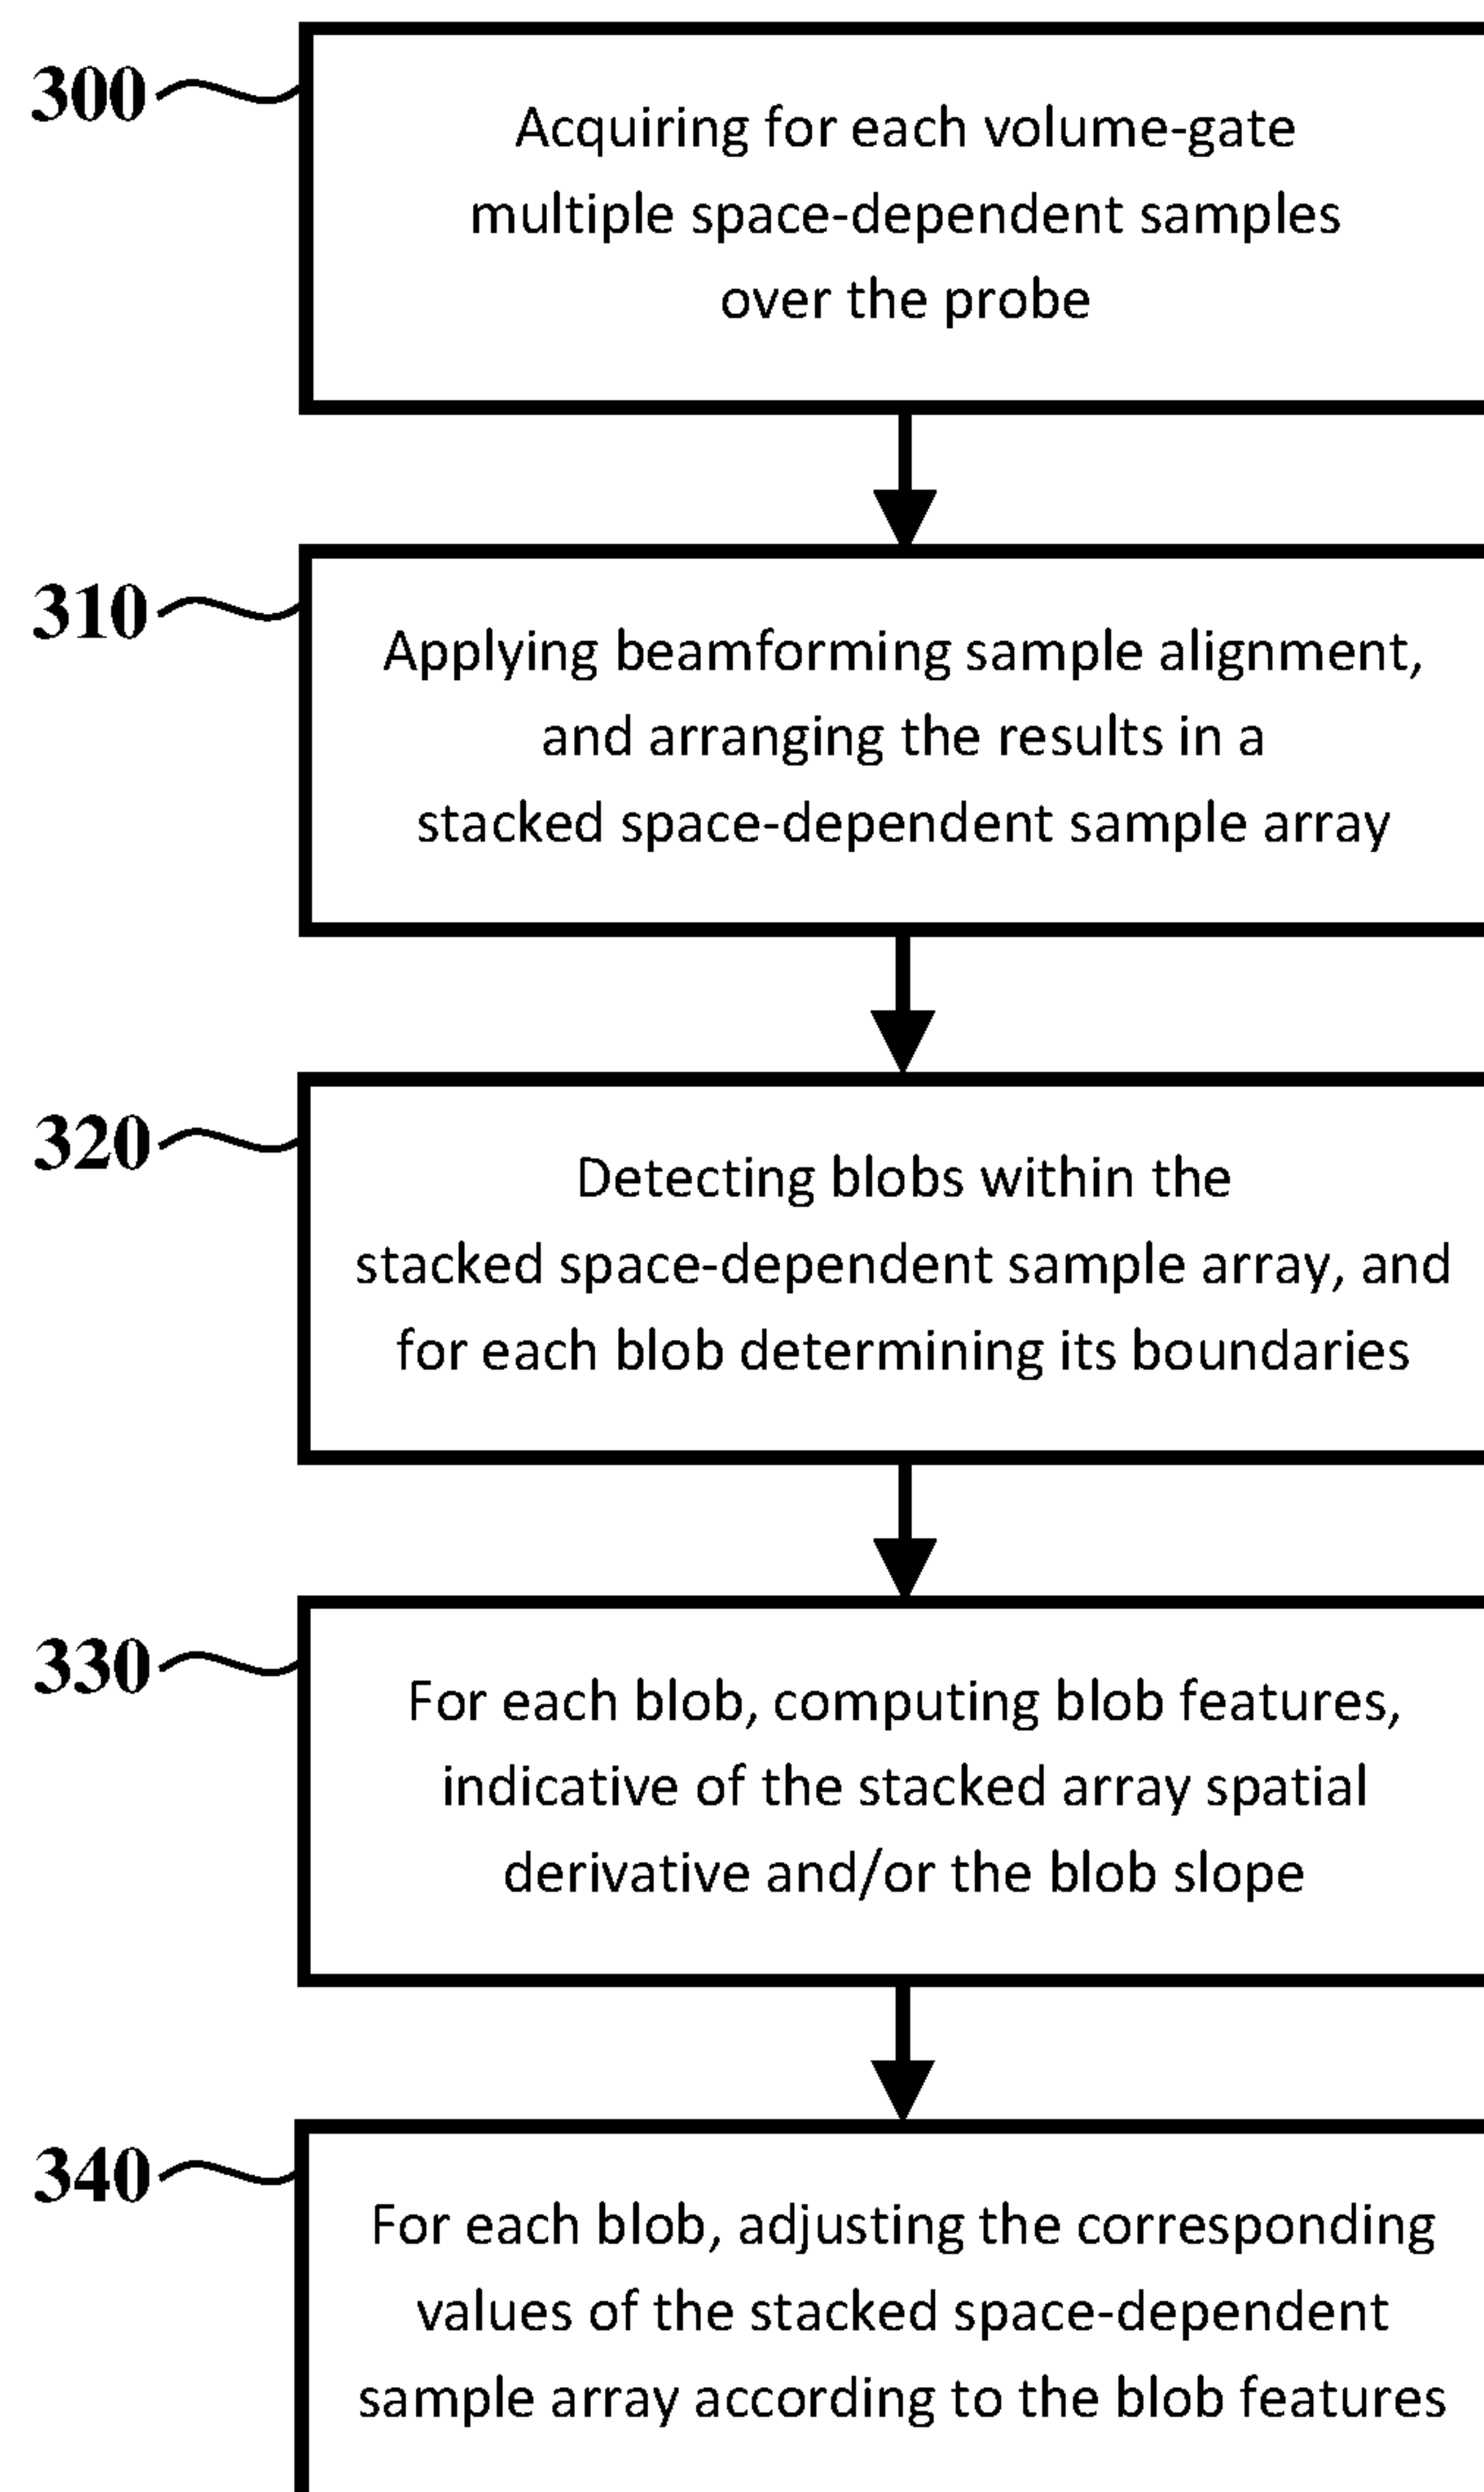 300
Acquiring for each volume-gate
multiple space-dependent samples
over the probe
310
Applying beamforming sample alignment,
and arranging the results in a
stacked space-dependent sample array
320
Detecting blobs within the
stacked space-dependent sample array, and
for each blob determining its boundaries
330
For each blob, computing blob features,
indicative of the stacked array spatial
derivative and/or the blob slope
340
For each blob, adjusting the corresponding
values of the stacked space-dependent
sample array according to the blob features